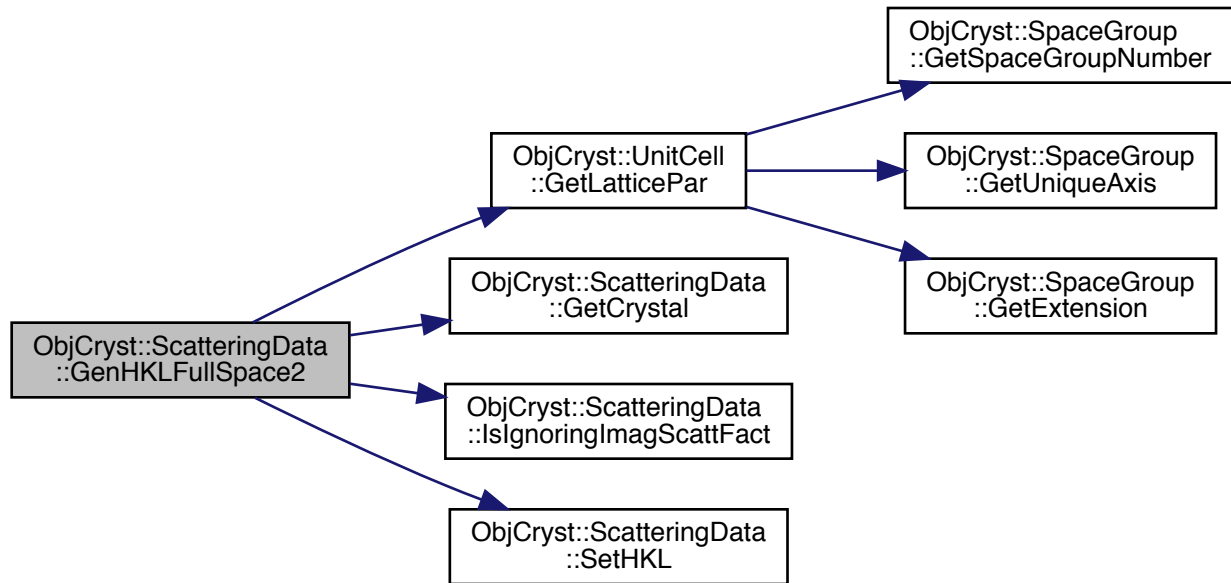 ObjCryst::SpaceGroup
::GetSpaceGroupNumber
ObjCryst::UnitCell
::GetLatticePar
ObjCryst::SpaceGroup
::GetUniqueAxis
ObjCryst::ScatteringData
::GetCrystal
ObjCryst::SpaceGroup
::GetExtension
ObjCryst::ScatteringData
::GenHKLFullSpace2
ObjCryst::ScatteringData
::IsIgnoringImagScattFact
ObjCryst::ScatteringData
::SetHKL